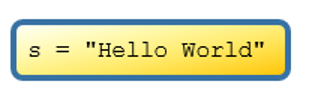 s = "Hello World"